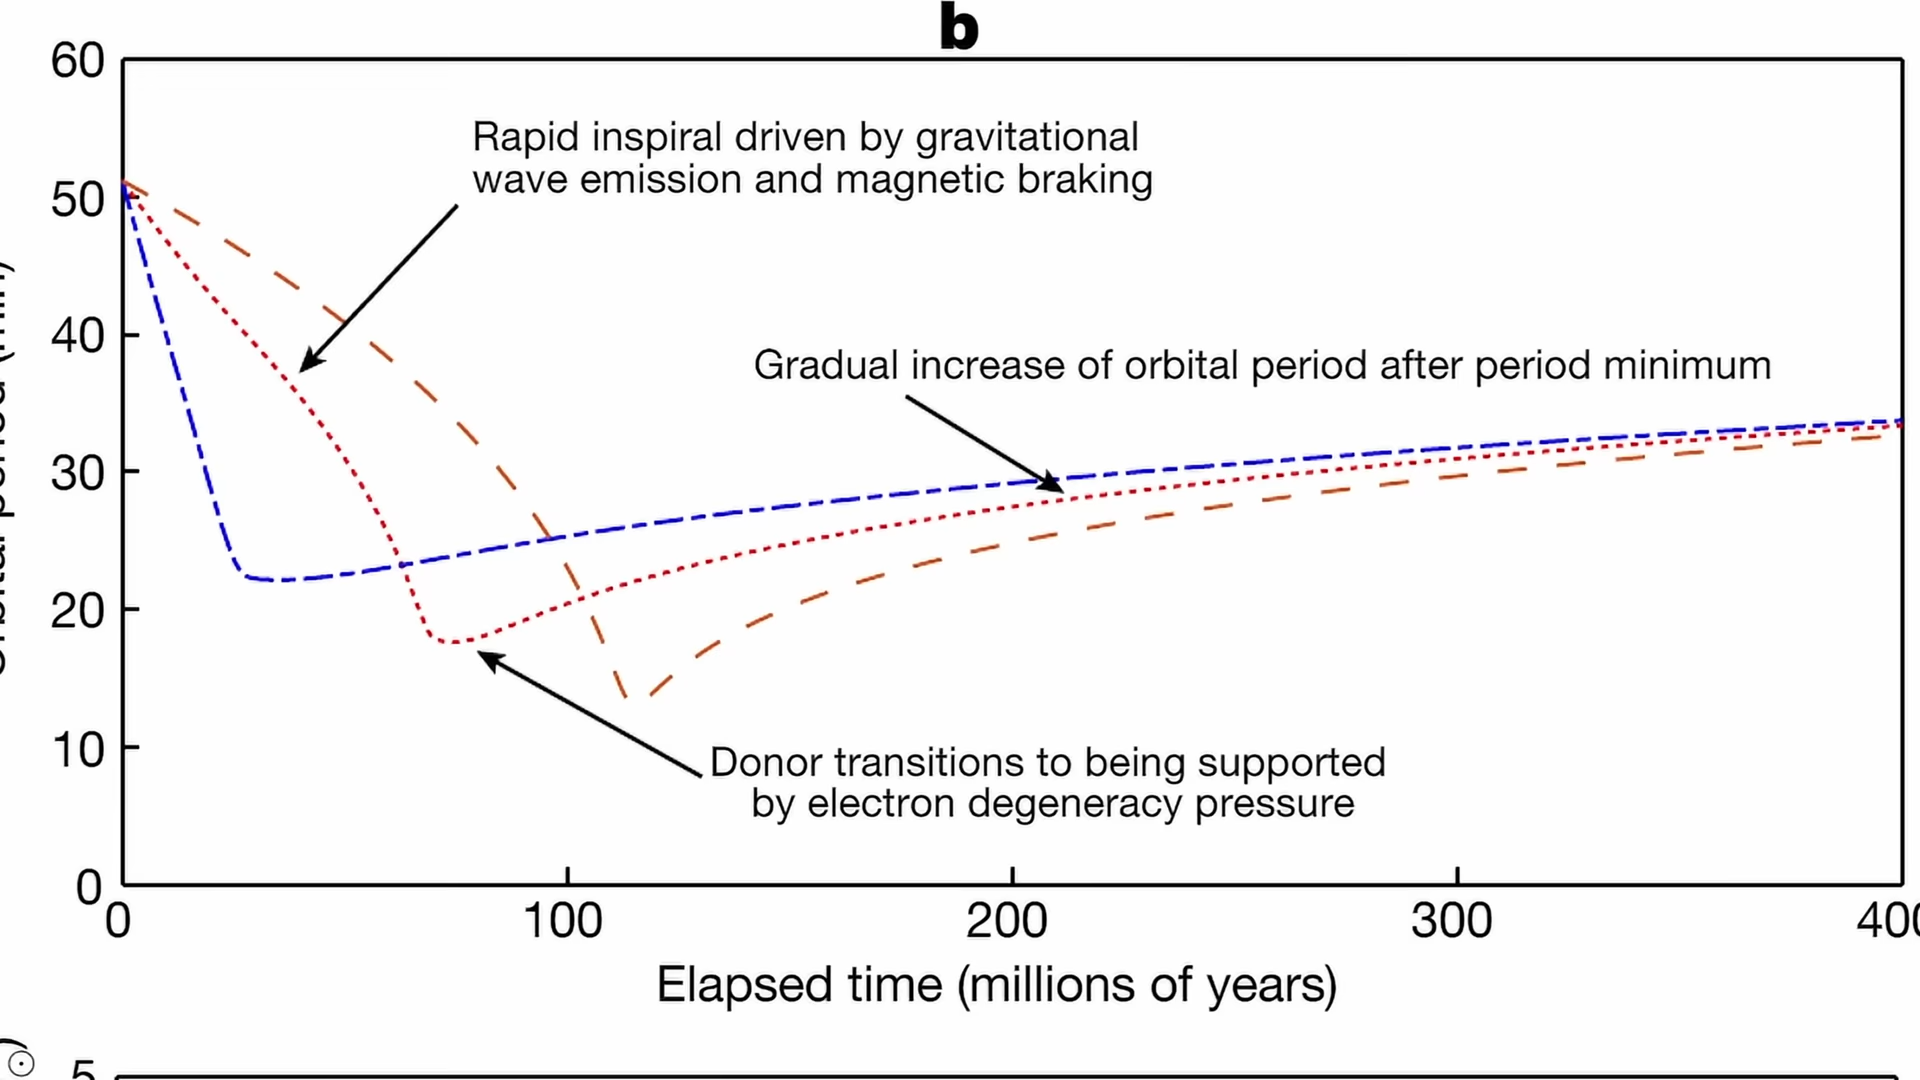 b
60
Rapid inspiral driven by gravitational
wave emission and magnetic braking
50
40
Gradual increase of orbital period after period minimum
30
20
Donor transitions to being supported
by electron degeneracy pressure
10
0
0 100 200 300
Elapsed time (millions of years)
5